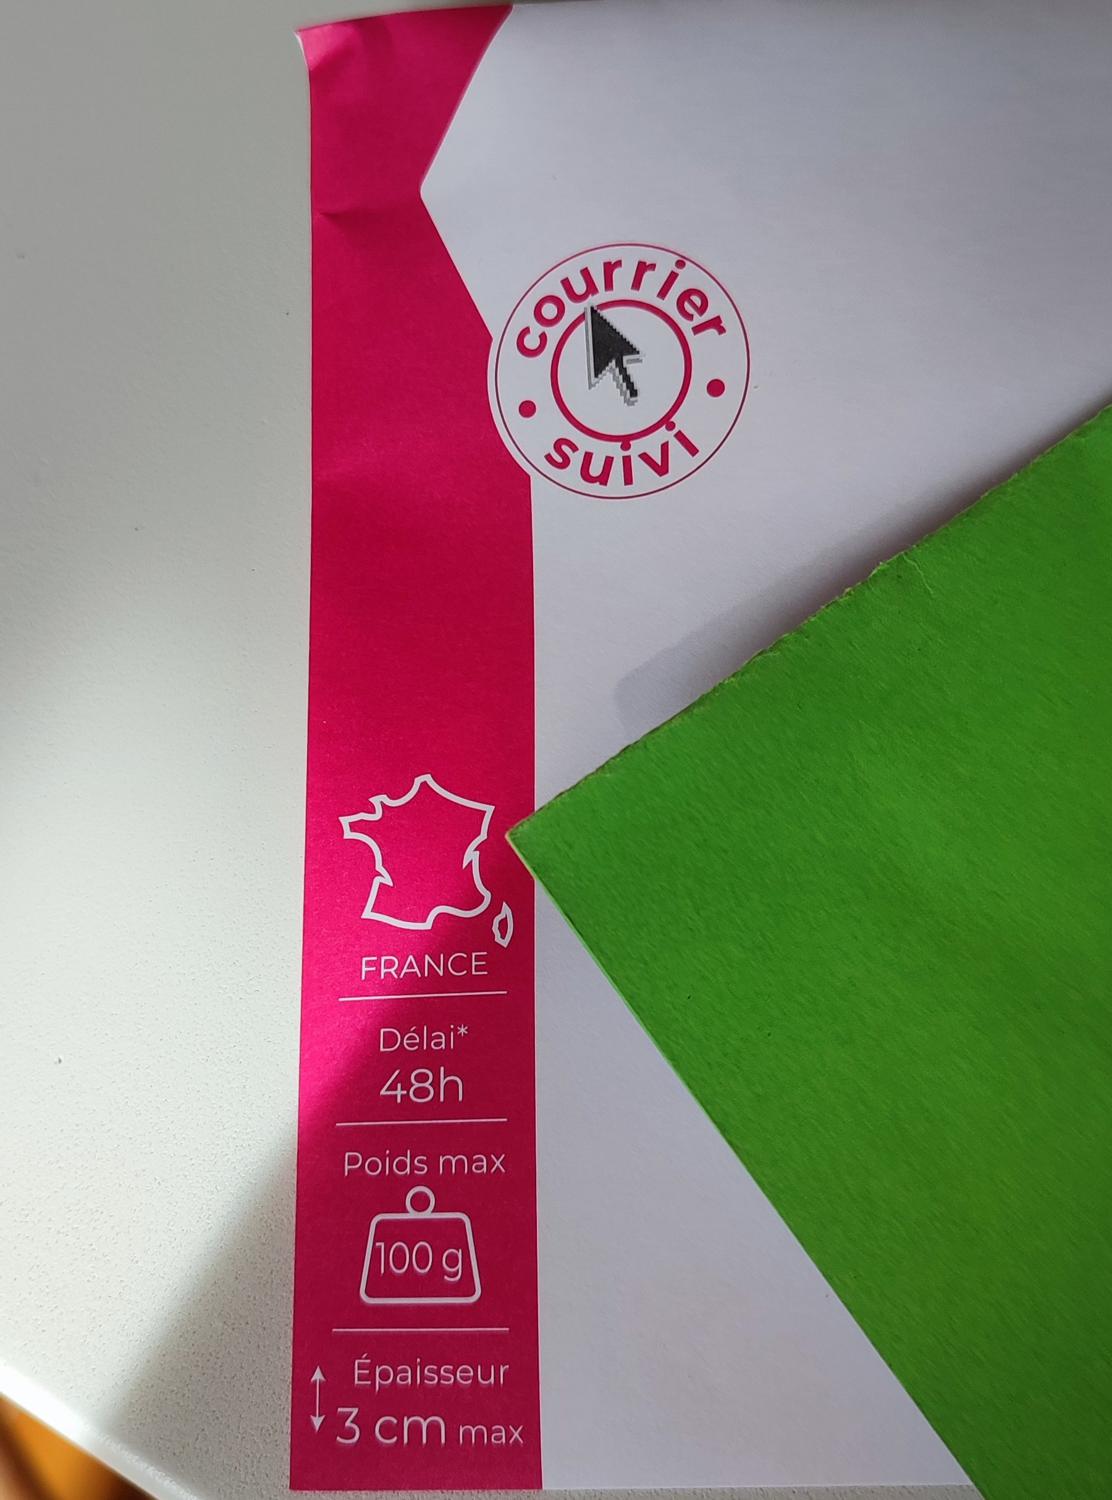 courrier
suivi
FRANCE
Délai*
48h
Poids max
100 g
Épaisseur
3 cm max